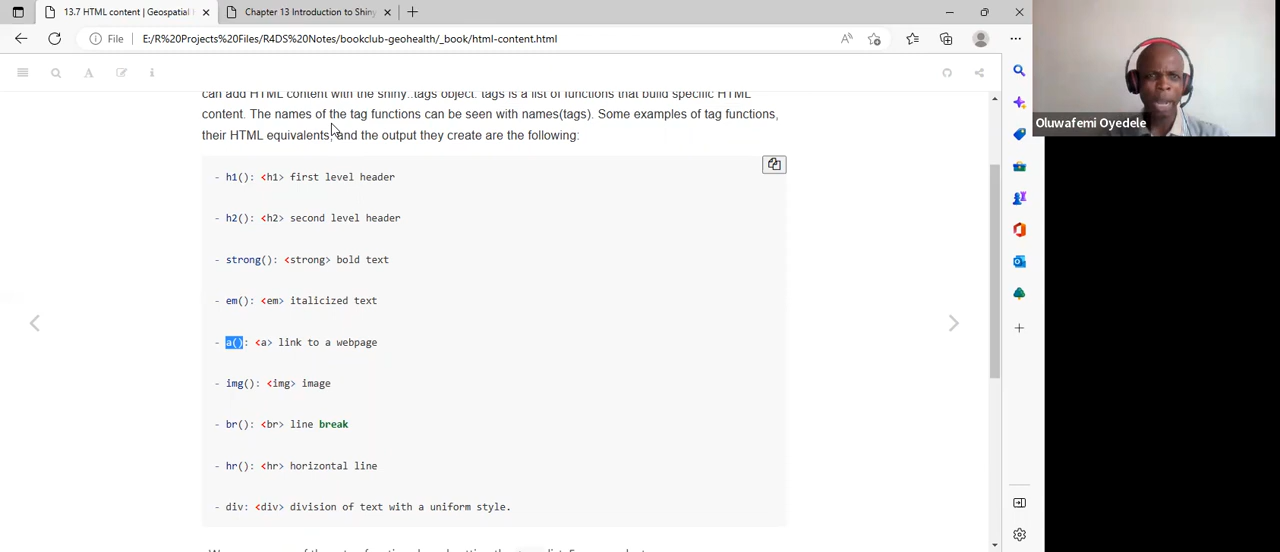 13.7 HTML content | Geospatial
Chapter 13 Introduction to Shiny
File
E:/R%20Projects%20Files/R4DS%20Notes/bookclub-geohealth/_book/html-content.html
can add HTML content with the shiny::tags object. tags is a list of functions that build specific HTML
content. The names of the tag functions can be seen with names(tags). Some examples of tag functions,
their HTML equivalents, and the output they create are the following:
- h1(): <h1> first level header
- h2(): <h2> second level header
- strong(): <strong> bold text
- em(): <em> italicized text
- a(): <a> link to a webpage
- img(): <img> image
- br(): <br> line break
- hr(): <hr> horizontal line
- div: <div> division of text with a uniform style.
Oluwafemi Oyedele